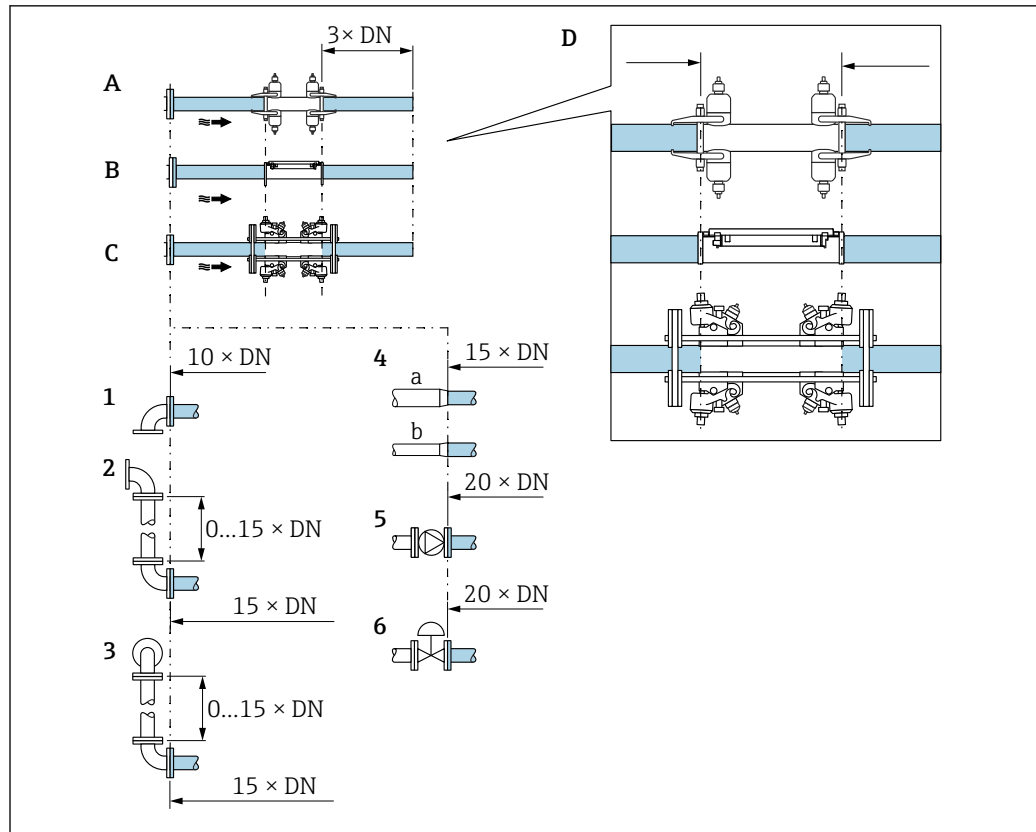 3× DN
D
A
B
C
10 × DN
4
15 × DN
1
a
b
2
20 × DN
0...15 × DN
5
15 × DN
20 × DN
6
3
0...15 × DN
15 × DN